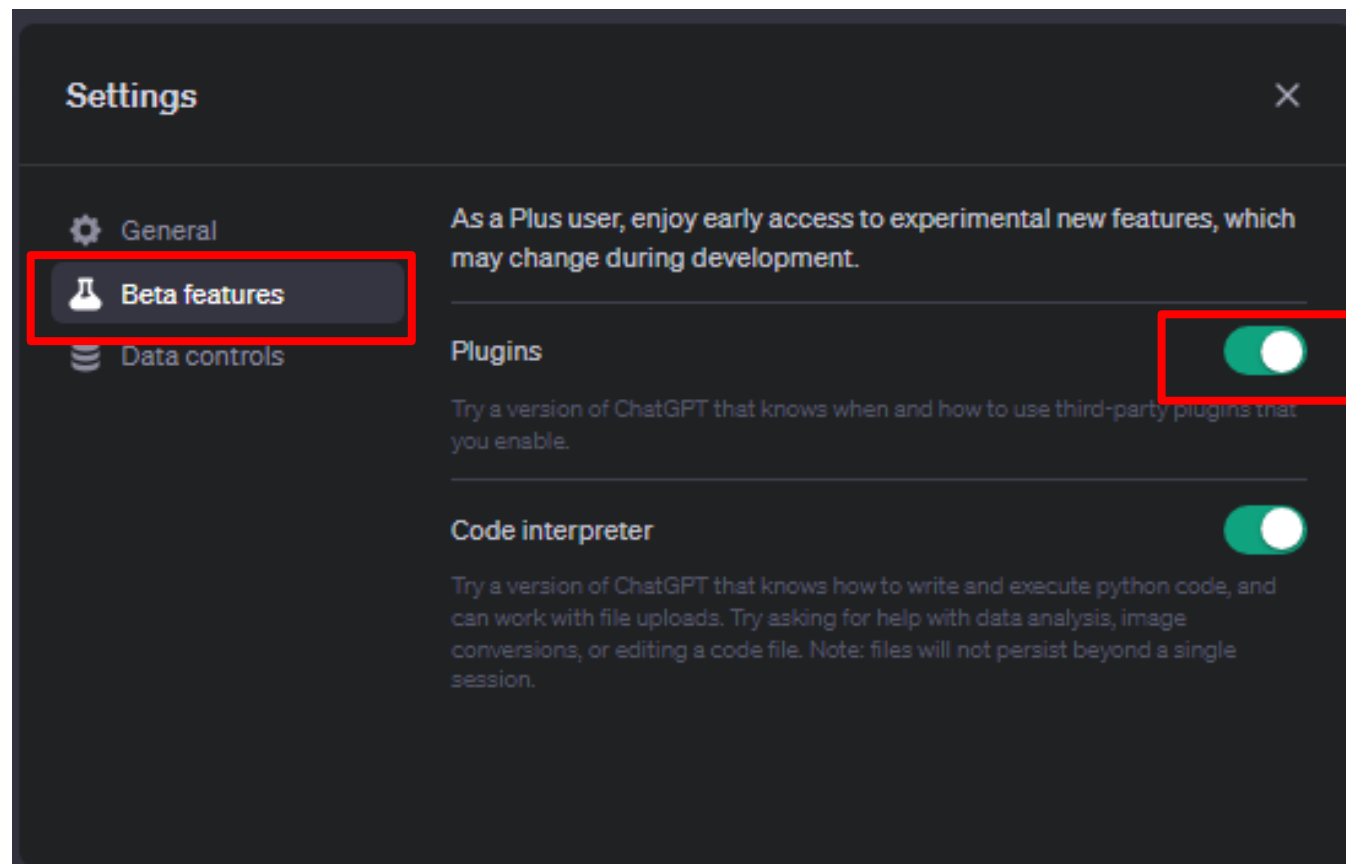 Settings
General
Beta features
Data controls
As a Plus user, enjoy early access to experimental new features, which
may change during development.
Plugins
Try a version of ChatGPT that knows when and how to use third-party plugins that
you enable.
Code interpreter
Try a version of ChatGPT that knows how to write and execute python code, and
can work with file uploads. Try asking for help with data analysis, image
conversions, or editing a code file. Note: files will not persist beyond a single
session.